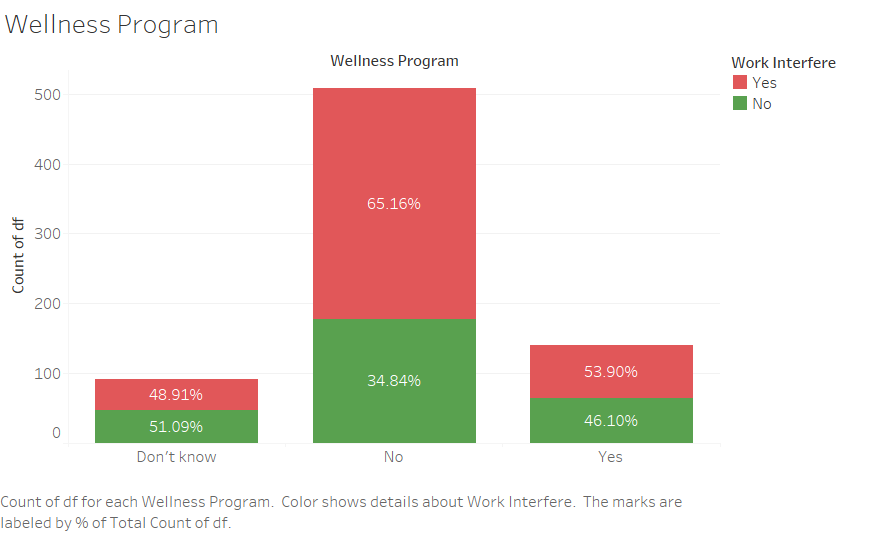 Wellness Program
Wellness Program
Work Interfere
Yes
No
Count of df
500
400
300
200
100
0
65.16%
34.84%
48.91%
51.09%
53.90%
46.10%
Don't know
No
Yes
Count of df for each Wellness Program.  Color shows details about Work Interfere.  The marks are
labeled by % of Total Count of df.